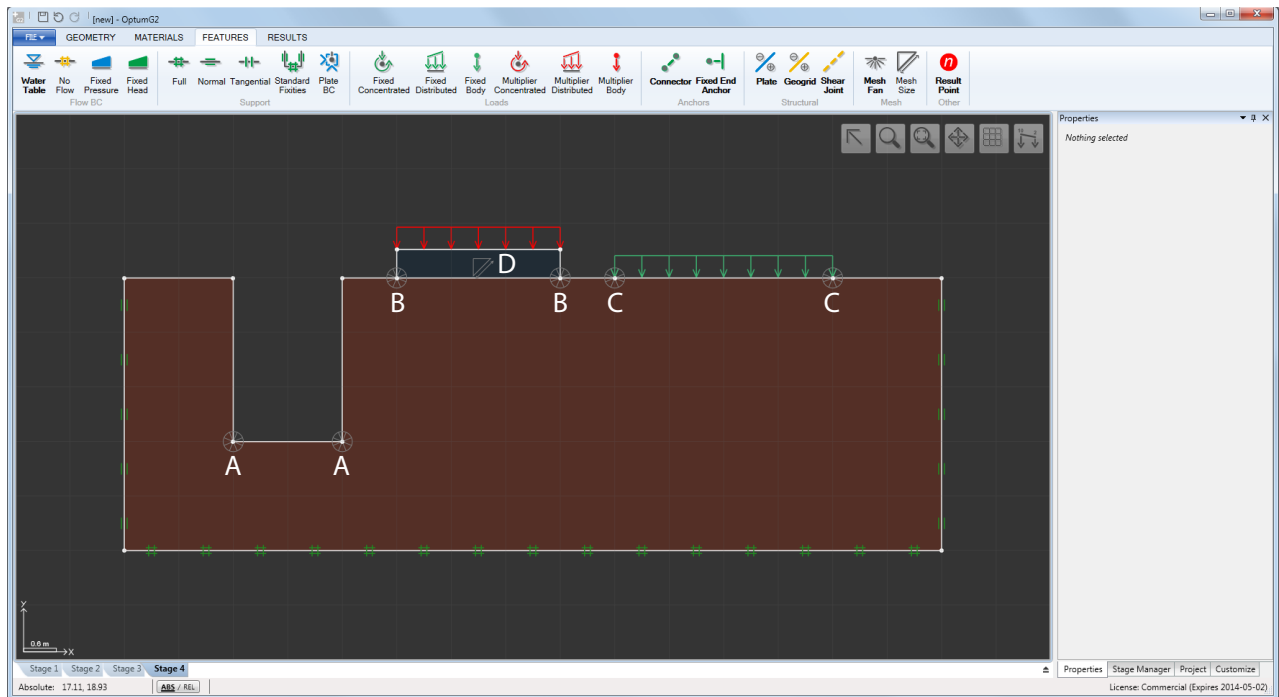 [new] - OptumG2
FILE GEOMETRY MATERIALS FEATURES RESULTS
Water Table
No Flow
Fixed Pressure
Fixed Head
Flow BC
Full
Normal
Tangential
Standard Fixities
Plate BC
Support
Fixed Concentrated
Fixed Distributed
Fixed Body
Multiplier Concentrated
Multiplier Distributed
Multiplier Body
Loads
Connector
Fixed End Anchor
Anchors
Plate
Geogrid
Shear Joint
Structural
Mesh Fan
Mesh Size
Mesh
n
Result Point
Other
Properties
Nothing selected
D
B B C C
A A
Y
0.6 m
X
Stage 1 Stage 2 Stage 3 Stage 4
Properties Stage Manager Project Customize
Absolute: 17.11, 18.93 ABS / REL
License: Commercial (Expires 2014-05-02)